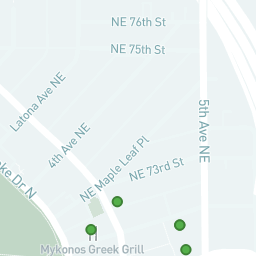 NE 76th St
NE 75th St
Latona Ave NE
5th Ave NE
4th Ave NE
NE Maple Leaf Pl
NE 73rd St
Dr N
Mykonos Greek Grill